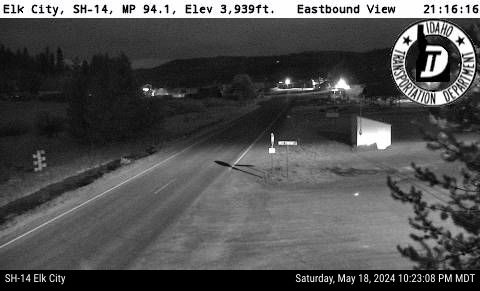 Elk City, SH-14, MP 94.1, Elev 3,939ft. Eastbound View 21:16:16
IDAHO
TRANSPORTATION DEPARTMENT
SH-14 Elk City
Saturday, May 18, 2024 10:23:08 PM MDT